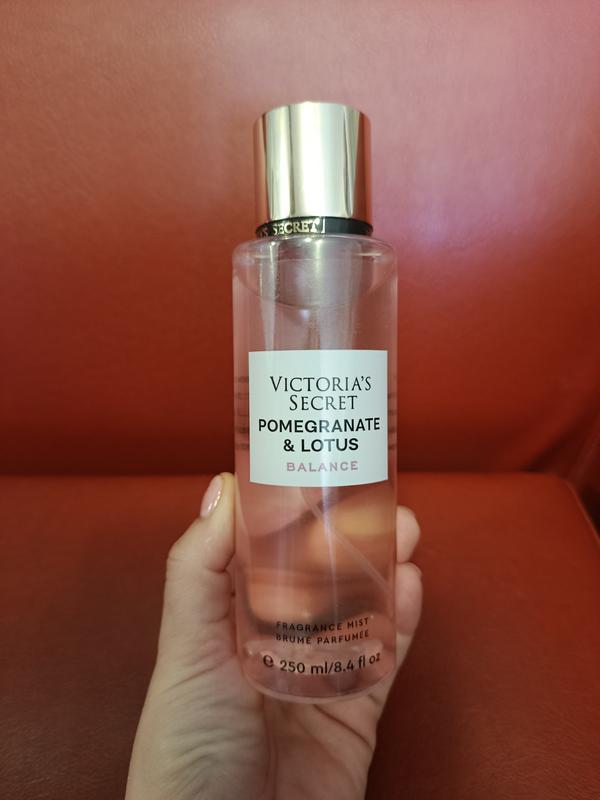 SECRET
VICTORIA'S
SECRET
POMEGRANATE
& LOTUS
BALANCE
FRAGRANCE MIST
BRUME PARFUMÉE
℮ 250 ml/8.4 fl oz